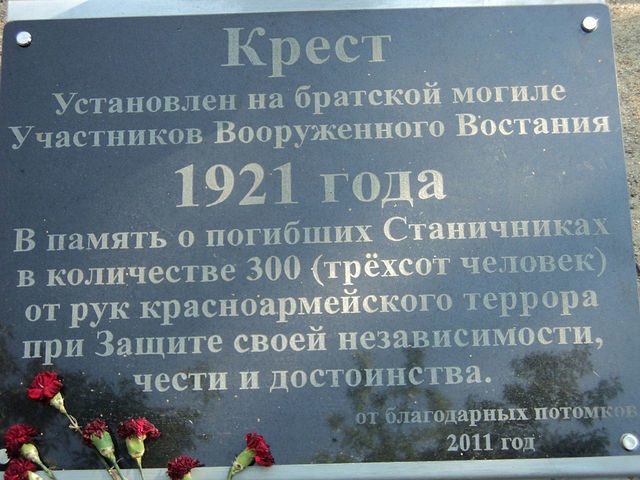 Крест
Установлен на братской могиле
Участников Вооруженного Востания
1921 года
В память о погибших Станичниках
в количестве 300 (трёхсот человек)
от рук красноармейского террора
при Защите своей независимости,
чести и достоинства.
от благодарных потомков
2011 год